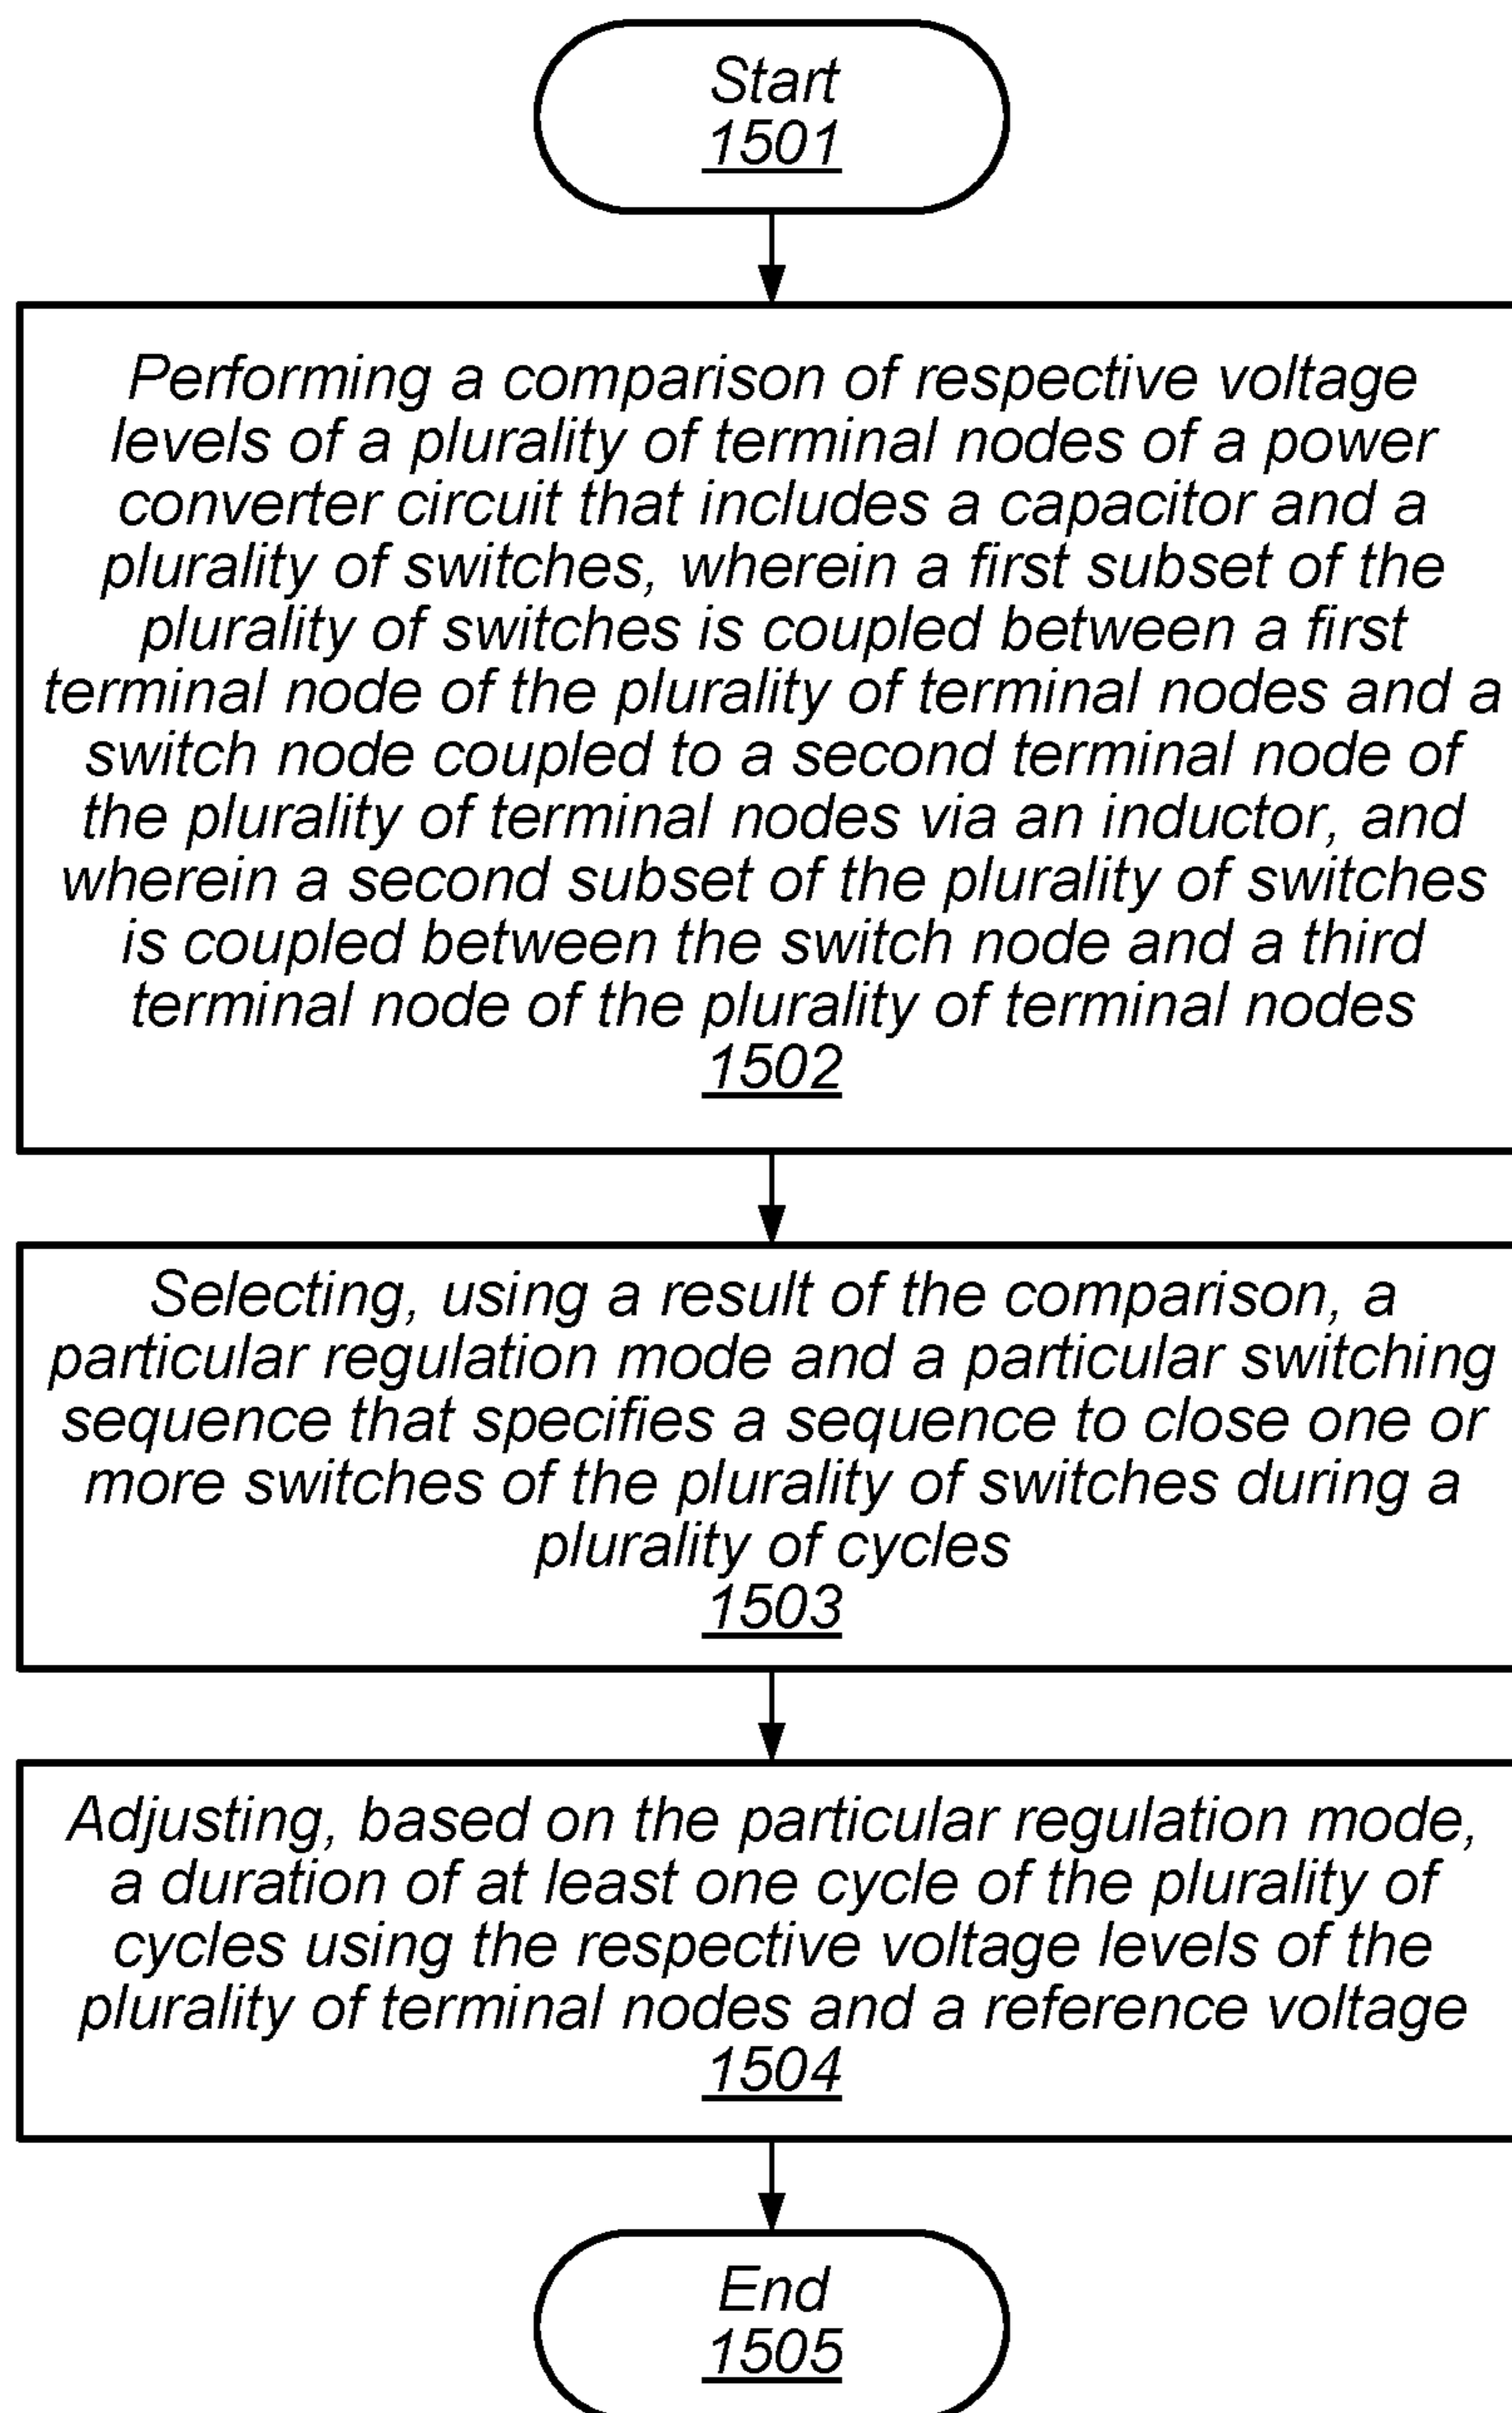 Start
1501
Performing a comparison of respective voltage
levels of a plurality of terminal nodes of a power
converter circuit that includes a capacitor and a
plurality of switches, wherein a first subset of the
plurality of switches is coupled between a first
terminal node of the plurality of terminal nodes and a
switch node coupled to a second terminal node of
the plurality of terminal nodes via an inductor, and
wherein a second subset of the plurality of switches
is coupled between the switch node and a third
terminal node of the plurality of terminal nodes
1502
Selecting, using a result of the comparison, a
particular regulation mode and a particular switching
sequence that specifies a sequence to close one or
more switches of the plurality of switches during a
plurality of cycles
1503
Adjusting, based on the particular regulation mode,
a duration of at least one cycle of the plurality of
cycles using the respective voltage levels of the
plurality of terminal nodes and a reference voltage
1504
End
1505